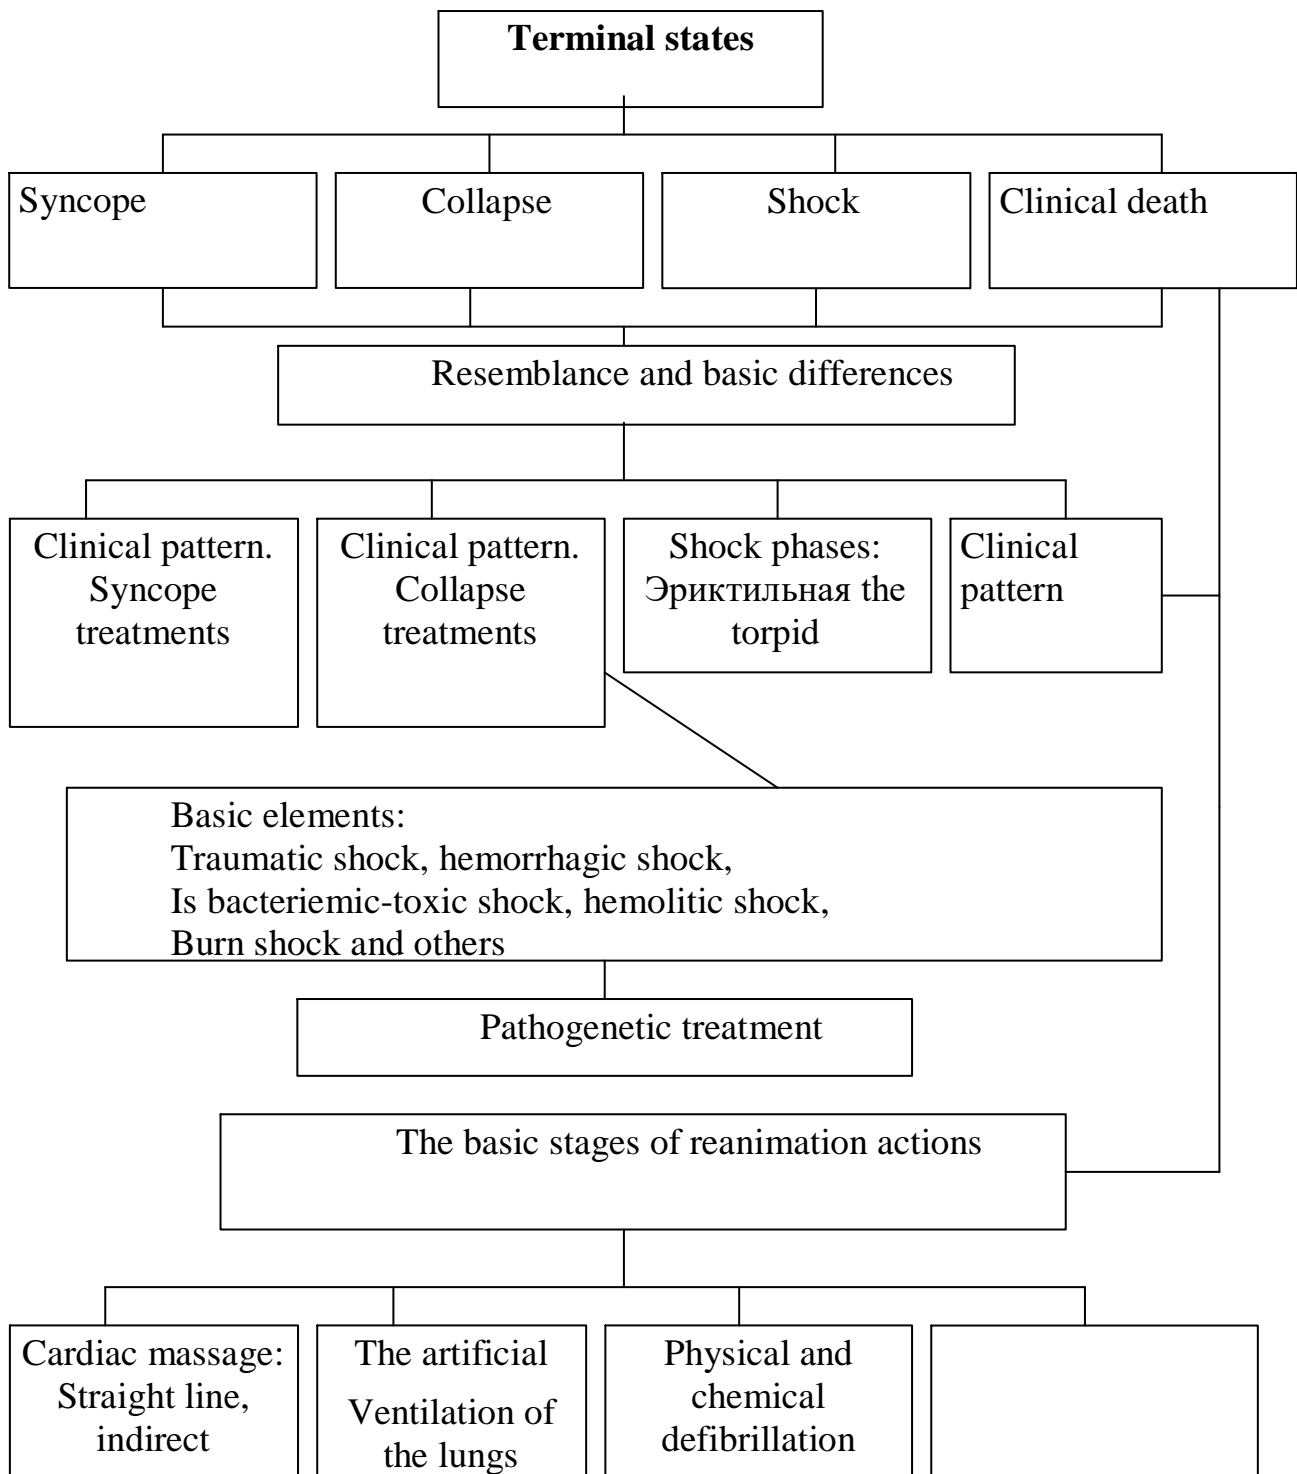 Terminal states
Syncope
Collapse
Shock
Clinical death
Resemblance and basic differences
Clinical pattern.
Syncope
treatments
Clinical pattern.
Collapse
treatments
Shock phases:
Эриктильная the
torpid
Clinical
pattern
Basic elements:
Traumatic shock, hemorrhagic shock,
Is bacteriemic-toxic shock, hemolitic shock,
Burn shock and others
Pathogenetic treatment
The basic stages of reanimation actions
Cardiac massage:
Straight line,
indirect
The artificial
Ventilation of
the lungs
Physical and
chemical
defibrillation